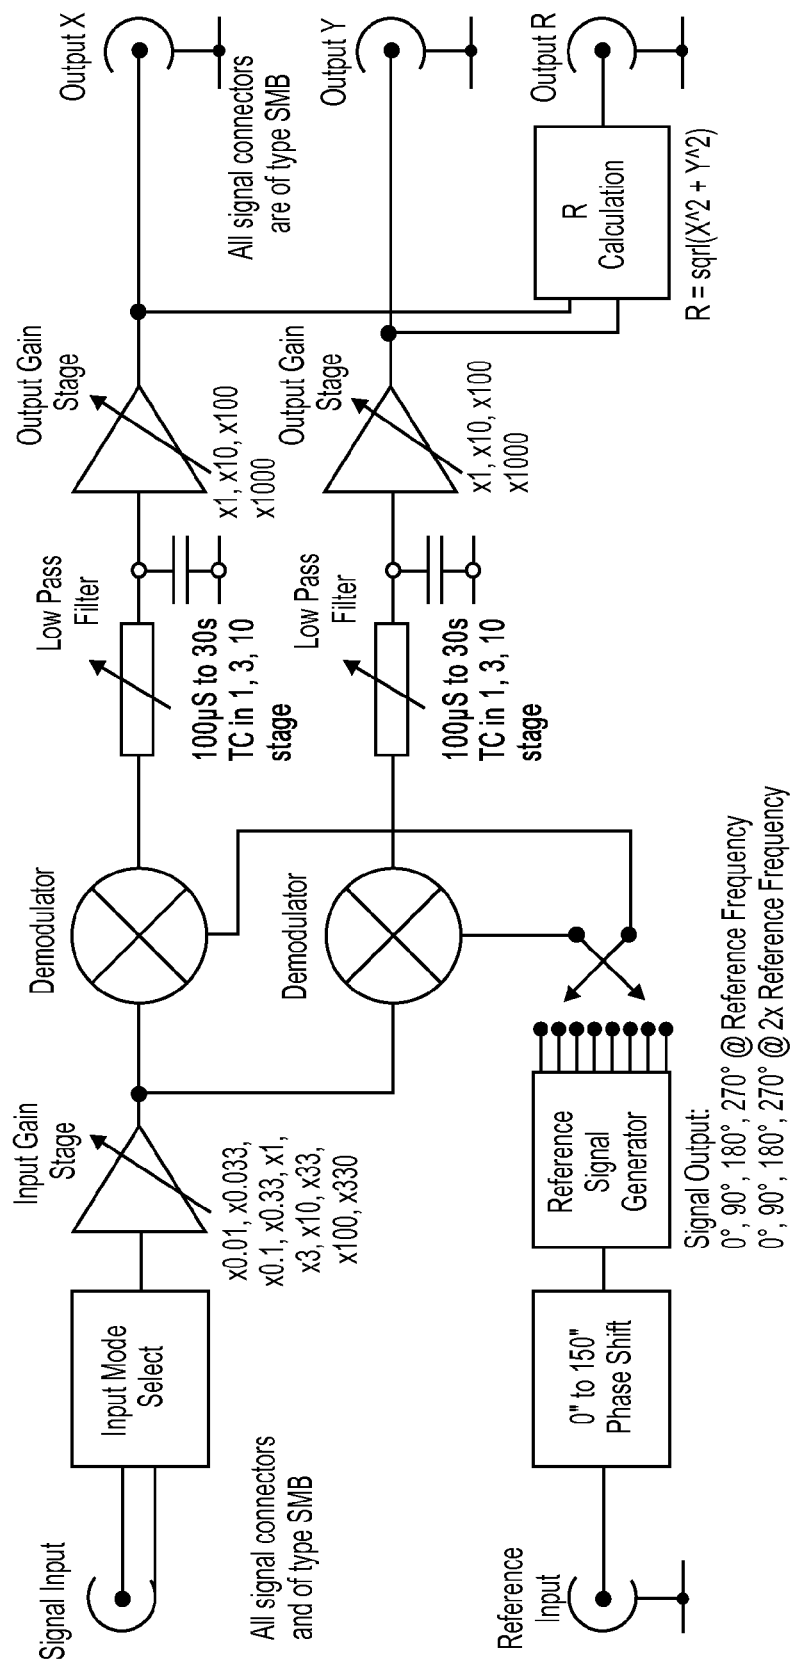 Signal Input
Input Mode
Select
Input Gain
Stage
x0.01, x0.033,
x0.1, x0.33, x1,
x3, x10, x33,
x100, x330
Demodulator
Low Pass
Filter
100µS to 30s
TC in 1, 3, 10
stage
Output Gain
Stage
x1, x10, x100
x1000
Output X
All signal connectors
are of type SMB
All signal connectors
and of type SMB
Demodulator
Low Pass
Filter
100µS to 30s
TC in 1, 3, 10
stage
Output Gain
Stage
x1, x10, x100
x1000
Output Y
Reference
Input
0" to 150"
Phase Shift
Reference
Signal
Generator
Signal Output:
0°, 90°, 180°, 270° @ Reference Frequency
0°, 90°, 180°, 270° @ 2x Reference Frequency
R
Calculation
R = sqrl(X^2 + Y^2)
Output R